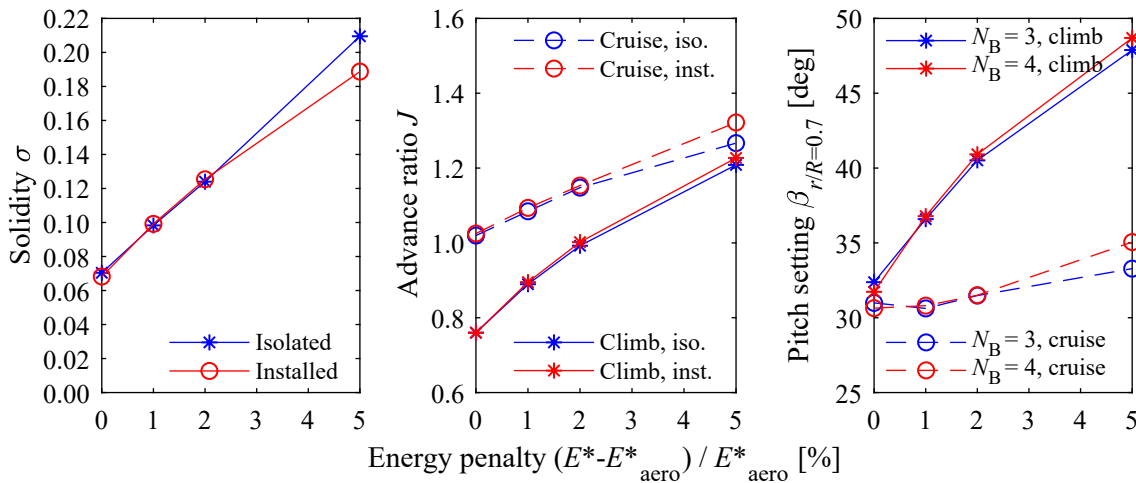 Solidity σ
0.22
0.20
0.18
0.16
0.14
0.12
0.10
0.08
0.06
0.04
0.02
0.00
0 1 2 3 4 5
Isolated
Installed
Advance ratio J
1.6
1.4
1.2
1.0
0.8
0.6
0 1 2 3 4 5
Cruise, iso.
Cruise, inst.
Climb, iso.
Climb, inst.
Pitch setting β_{r/R=0.7} [deg]
50
45
40
35
30
25
0 1 2 3 4 5
N_B = 3, climb
N_B = 4, climb
N_B = 3, cruise
N_B = 4, cruise
Energy penalty (E*-E*_{aero}) / E*_{aero} [%]